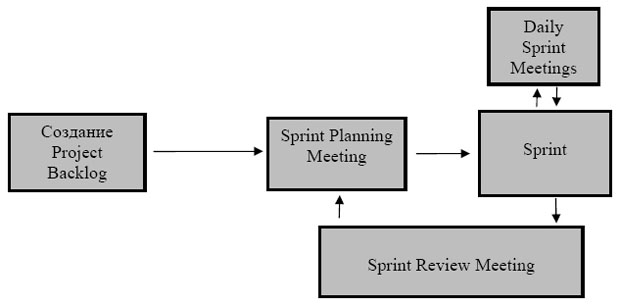 Daily
Sprint
Meetings
Создание
Project
Backlog
Sprint Planning
Meeting
Sprint
Sprint Review Meeting